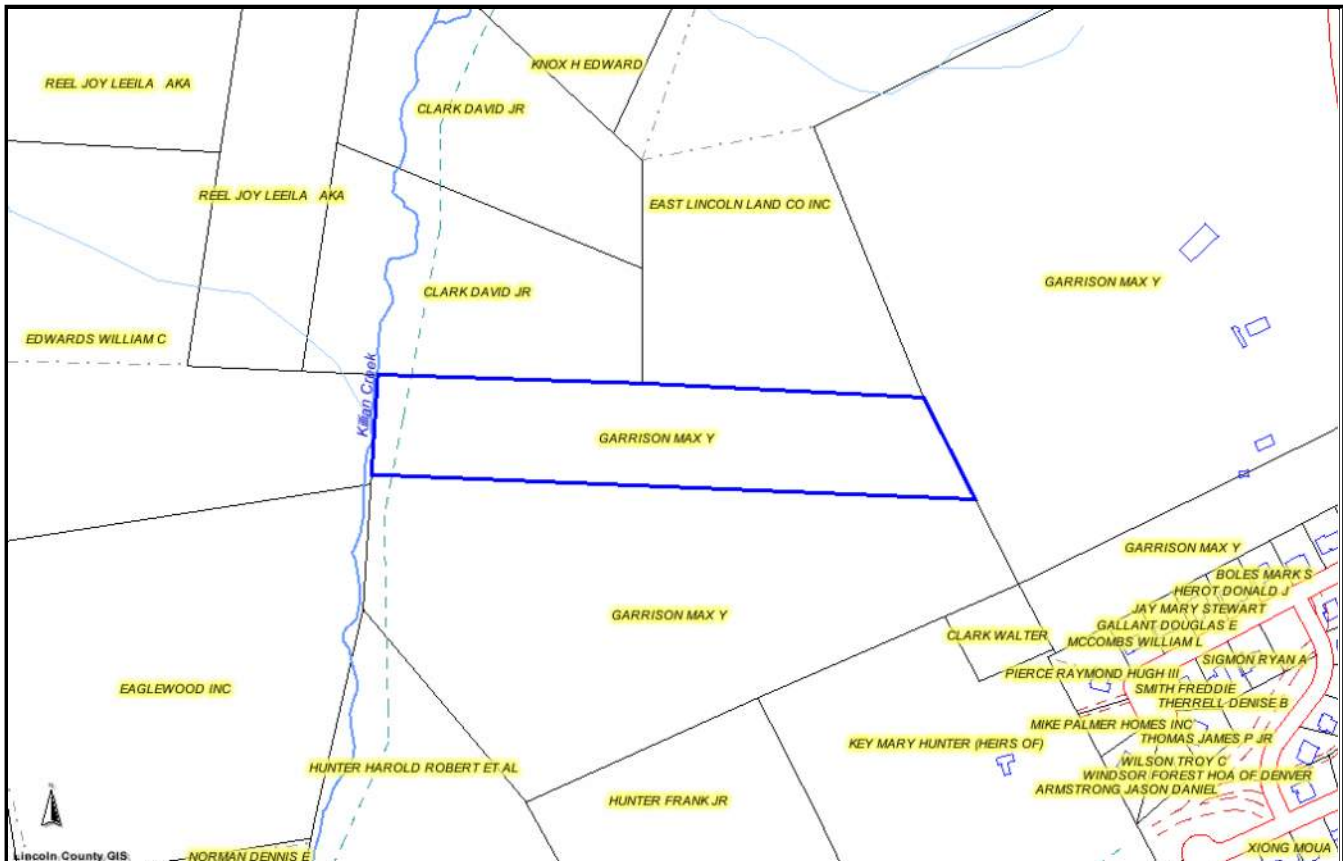 KNOX H EDWARD
REEL JOY LEEILA AKA
CLARK DAVID JR
REEL JOY LEEILA AKA
EAST LINCOLN LAND CO INC
GARRISON MAX Y
CLARK DAVID JR
EDWARDS WILLIAM C
Killian Creek
GARRISON MAX Y
GARRISON MAX Y
BOLES MARK S
HEROT DONALD J
JAY MARY STEWART
GARRISON MAX Y
GALLANT DOUGLAS E
CLARK WALTER
MCCOMBS WILLIAM L
SIGMON RYAN A
PIERCE RAYMOND HUGH III
EAGLEWOOD INC
SMITH FREDDIE
THERRELL DENISE B
MIKE PALMER HOMES INC
KEY MARY HUNTER (HEIRS OF)
THOMAS JAMES P JR
WILSON TROY C
HUNTER HAROLD ROBERT ET AL
WINDSOR FOREST HOA OF DENVER
ARMSTRONG JASON DANIEL
HUNTER FRANK JR
N
XIONG MOUA
Lincoln County GIS
NORMAN DENNIS E